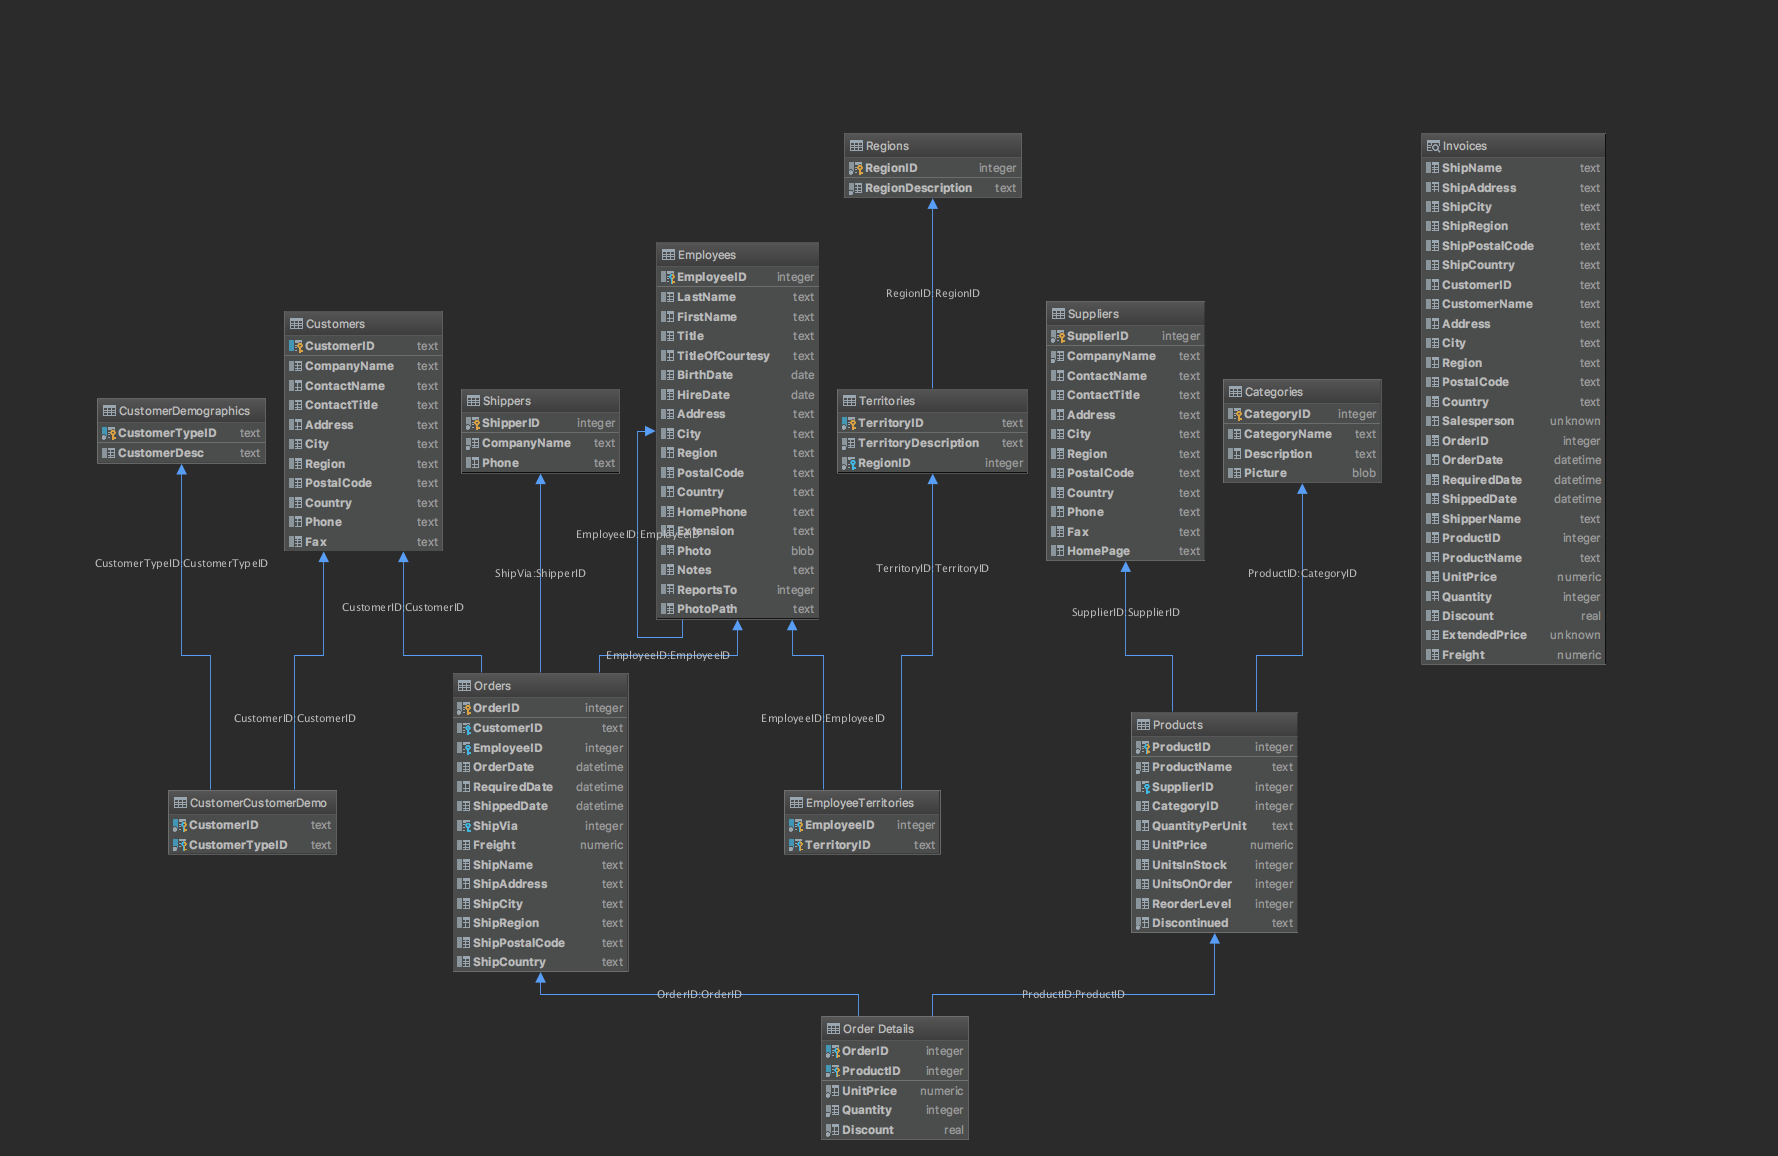 Regions
RegionID integer
RegionDescription text
Invoices
ShipName text
ShipAddress text
ShipCity text
ShipRegion text
ShipPostalCode text
ShipCountry text
CustomerID text
CustomerName text
Address text
City text
Region text
PostalCode text
Country text
Salesperson unknown
OrderID integer
OrderDate datetime
RequiredDate datetime
ShippedDate datetime
ShipperName text
ProductID integer
ProductName text
UnitPrice numeric
Quantity integer
Discount real
ExtendedPrice unknown
Freight numeric
Employees
EmployeeID integer
LastName text
FirstName text
Title text
TitleOfCourtesy text
BirthDate date
HireDate date
Address text
City text
Region text
PostalCode text
Country text
HomePhone text
Extension text
Photo blob
Notes text
ReportsTo integer
PhotoPath text
RegionID:RegionID
Suppliers
SupplierID integer
CompanyName text
ContactName text
ContactTitle text
Address text
City text
Region text
PostalCode text
Country text
Phone text
Fax text
HomePage text
Customers
CustomerID text
CompanyName text
ContactName text
ContactTitle text
Address text
City text
Region text
PostalCode text
Country text
Phone text
Fax text
Categories
CategoryID integer
CategoryName text
Description text
Picture blob
CustomerDemographics
CustomerTypeID text
CustomerDesc text
Shippers
ShipperID integer
CompanyName text
Phone text
Territories
TerritoryID text
TerritoryDescription text
RegionID integer
EmployeeID:EmployeeID
CustomerTypeID:CustomerTypeID
ShipVia:ShipperID
TerritoryID:TerritoryID
ProductID:CategoryID
CustomerID:CustomerID
SupplierID:SupplierID
EmployeeID:EmployeeID
CustomerID:CustomerID
EmployeeID:EmployeeID
Orders
OrderID integer
CustomerID text
EmployeeID integer
OrderDate datetime
RequiredDate datetime
ShippedDate datetime
ShipVia integer
Freight numeric
ShipName text
ShipAddress text
ShipCity text
ShipRegion text
ShipPostalCode text
ShipCountry text
Products
ProductID integer
ProductName text
SupplierID integer
CategoryID integer
QuantityPerUnit text
UnitPrice numeric
UnitsInStock integer
UnitsOnOrder integer
ReorderLevel integer
Discontinued text
CustomerCustomerDemo
CustomerID text
CustomerTypeID text
EmployeeTerritories
EmployeeID integer
TerritoryID text
OrderID:OrderID
ProductID:ProductID
Order Details
OrderID integer
ProductID integer
UnitPrice numeric
Quantity integer
Discount real